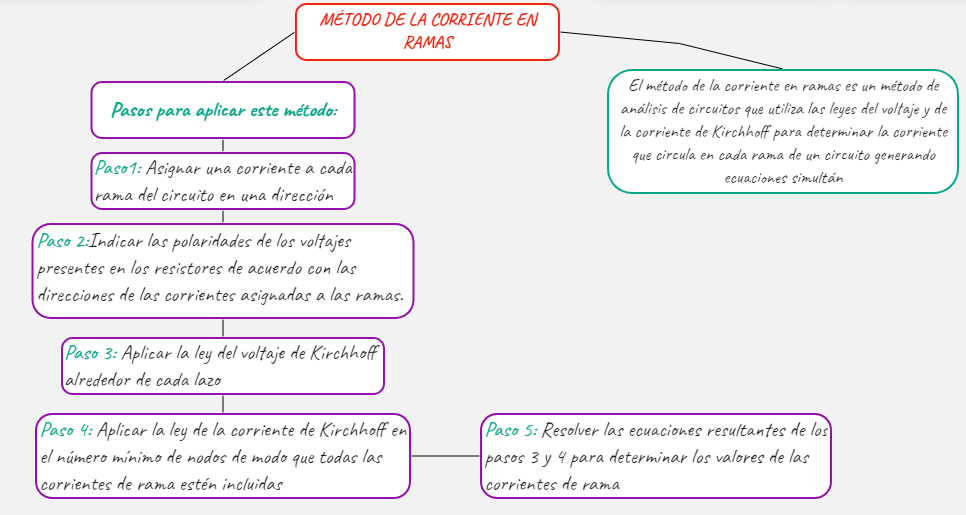 MÉTODO DE LA CORRIENTE EN
RAMAS
El método de la corriente en ramas es un método de
análisis de circuitos que utiliza las leyes del voltaje y de
la corriente de Kirchhoff para determinar la corriente
que circula en cada rama de un circuito generando
ecuaciones simultán
Pasos para aplicar este método:
Paso1: Asignar una corriente a cada
rama del circuito en una dirección
Paso 2:Indicar las polaridades de los voltajes
presentes en los resistores de acuerdo con las
direcciones de las corrientes asignadas a las ramas.
Paso 3: Aplicar la ley del voltaje de Kirchhoff
alrededor de cada lazo
Paso 4: Aplicar la ley de la corriente de Kirchhoff en
el número mínimo de nodos de modo que todas las
corrientes de rama estén incluidas
Paso 5: Resolver las ecuaciones resultantes de los
pasos 3 y 4 para determinar los valores de las
corrientes de rama